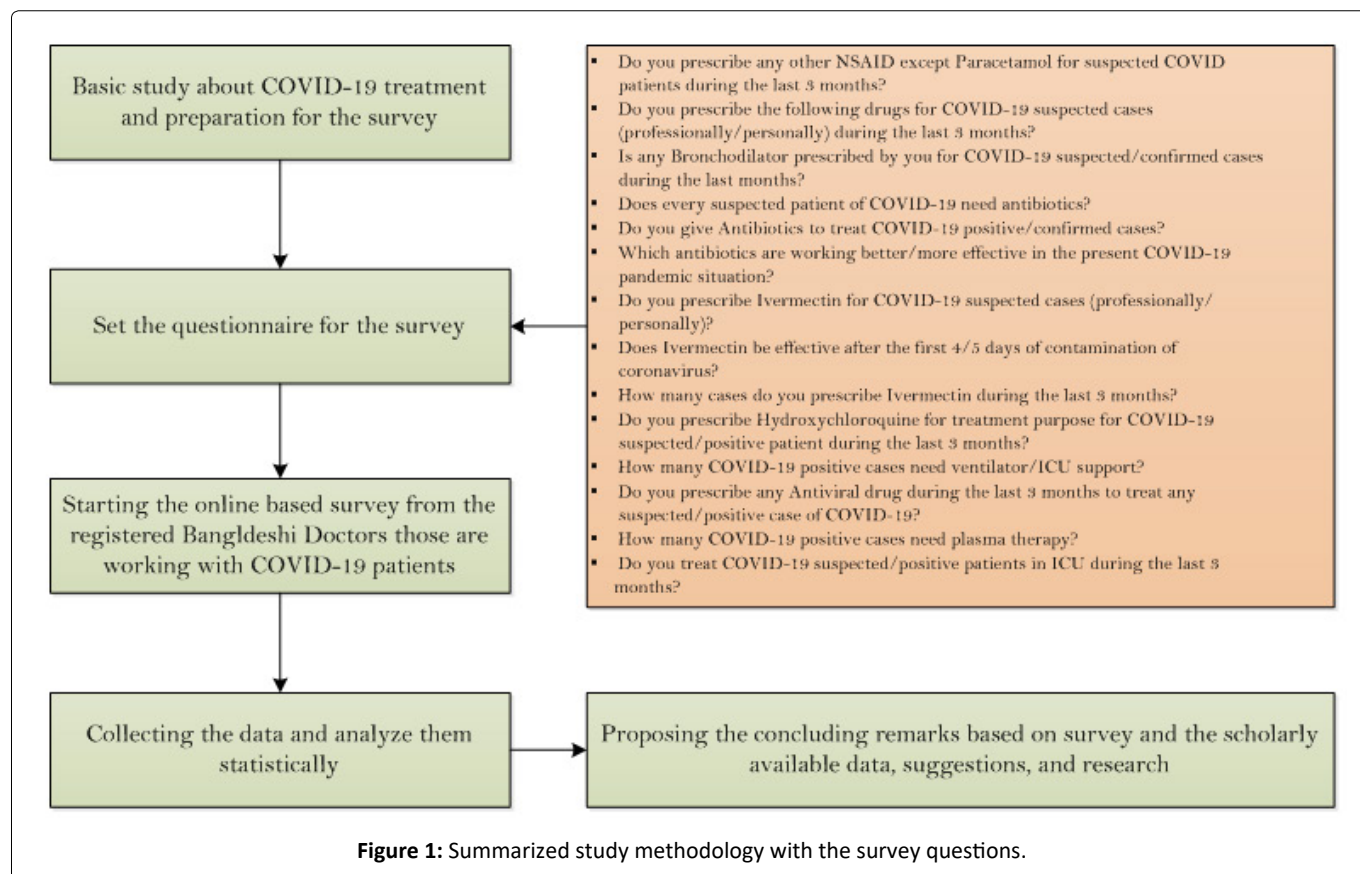 Basic study about COVID-19 treatment
and preparation for the survey
Set the questionnaire for the survey
▪ Do you prescribe any other NSAID except Paracetamol for suspected COVID
patients during the last 3 months?
▪ Do you prescribe the following drugs for COVID-19 suspected cases
(professionally/personally) during the last 3 months?
▪ Is any Bronchodilator prescribed by you for COVID-19 suspected/confirmed cases
during the last months?
▪ Does every suspected patient of COVID-19 need antibiotics?
▪ Do you give Antibiotics to treat COVID-19 positive/confirmed cases?
▪ Which antibiotics are working better/more effective in the present COVID-19
pandemic situation?
▪ Do you prescribe Ivermectin for COVID-19 suspected cases (professionally/
personally)?
▪ Does Ivermectin be effective after the first 4/5 days of contamination of
coronavirus?
▪ How many cases do you prescribe Ivermectin during the last 3 months?
▪ Do you prescribe Hydroxychloroquine for treatment purpose for COVID-19
suspected/positive patient during the last 3 months?
▪ How many COVID-19 positive cases need ventilator/ICU support?
▪ Do you prescribe any Antiviral drug during the last 3 months to treat any
suspected/positive case of COVID-19?
▪ How many COVID-19 positive cases need plasma therapy?
▪ Do you treat COVID-19 suspected/positive patients in ICU during the last 3
months?
Starting the online based survey from the
registered Bangldeshi Doctors those are
working with COVID-19 patients
Collecting the data and analyze them
statistically
Proposing the concluding remarks based on survey and the scholarly
available data, suggestions, and research
Figure 1: Summarized study methodology with the survey questions.